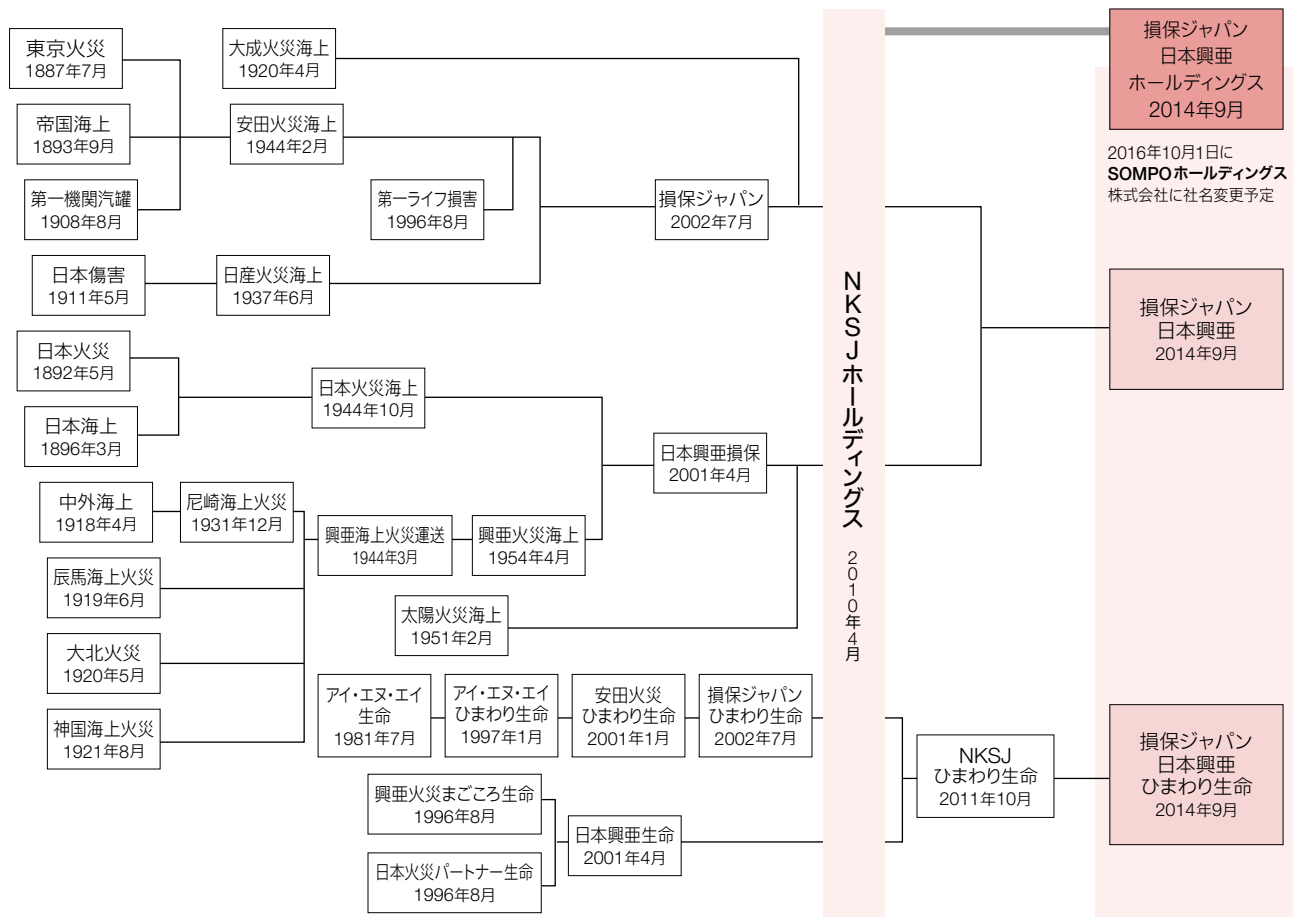 東京火災
1887年7月
帝国海上
1893年9月
第一機関汽罐
1908年8月
日本傷害
1911年5月
大成火災海上
1920年4月
安田火災海上
1944年2月
第一ライフ損害
1996年8月
日産火災海上
1937年6月
損保ジャパン
2002年7月
日本火災
1892年5月
日本海上
1896年3月
日本火災海上
1944年10月
中外海上
1918年4月
尼崎海上火災
1931年12月
辰馬海上火災
1919年6月
大北火災
1920年5月
神国海上火災
1921年8月
興亜海上火災運送
1944年3月
興亜火災海上
1954年4月
日本興亜損保
2001年4月
太陽火災海上
1951年2月
アイ・エヌ・エイ
生命
1981年7月
アイ・エヌ・エイ
ひまわり生命
1997年1月
安田火災
ひまわり生命
2001年1月
損保ジャパン
ひまわり生命
2002年7月
興亜火災まごころ生命
1996年8月
日本火災パートナー生命
1996年8月
日本興亜生命
2001年4月
NKSJホールディングス 2010年4月
NKSJ
ひまわり生命
2011年10月
損保ジャパン
日本興亜
ホールディングス
2014年9月
2016年10月1日に
SOMPOホールディングス
株式会社に社名変更予定
損保ジャパン
日本興亜
2014年9月
損保ジャパン
日本興亜
ひまわり生命
2014年9月